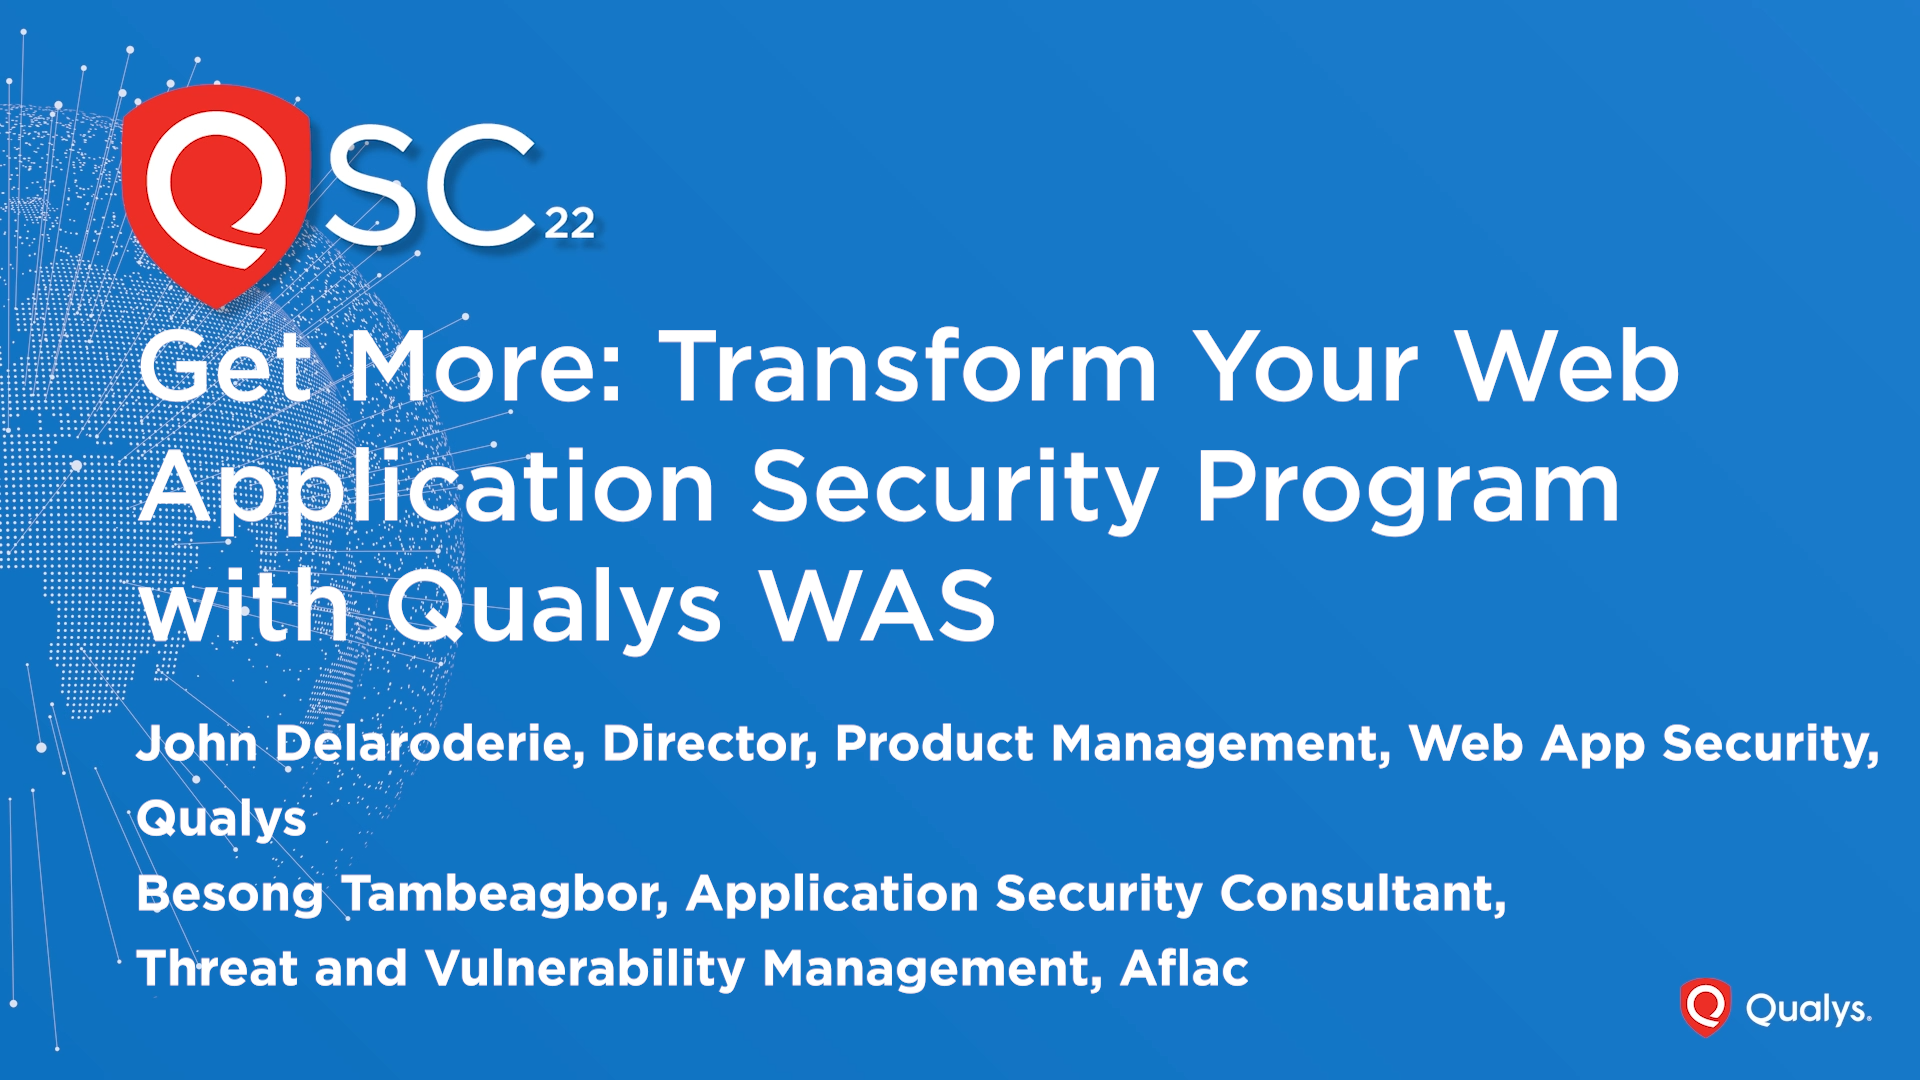 QSC22
Get More: Transform Your Web
Application Security Program
with Qualys WAS
John Delaroderie, Director, Product Management, Web App Security,
Qualys
Besong Tambeagbor, Application Security Consultant,
Threat and Vulnerability Management, Aflac
Qualys.